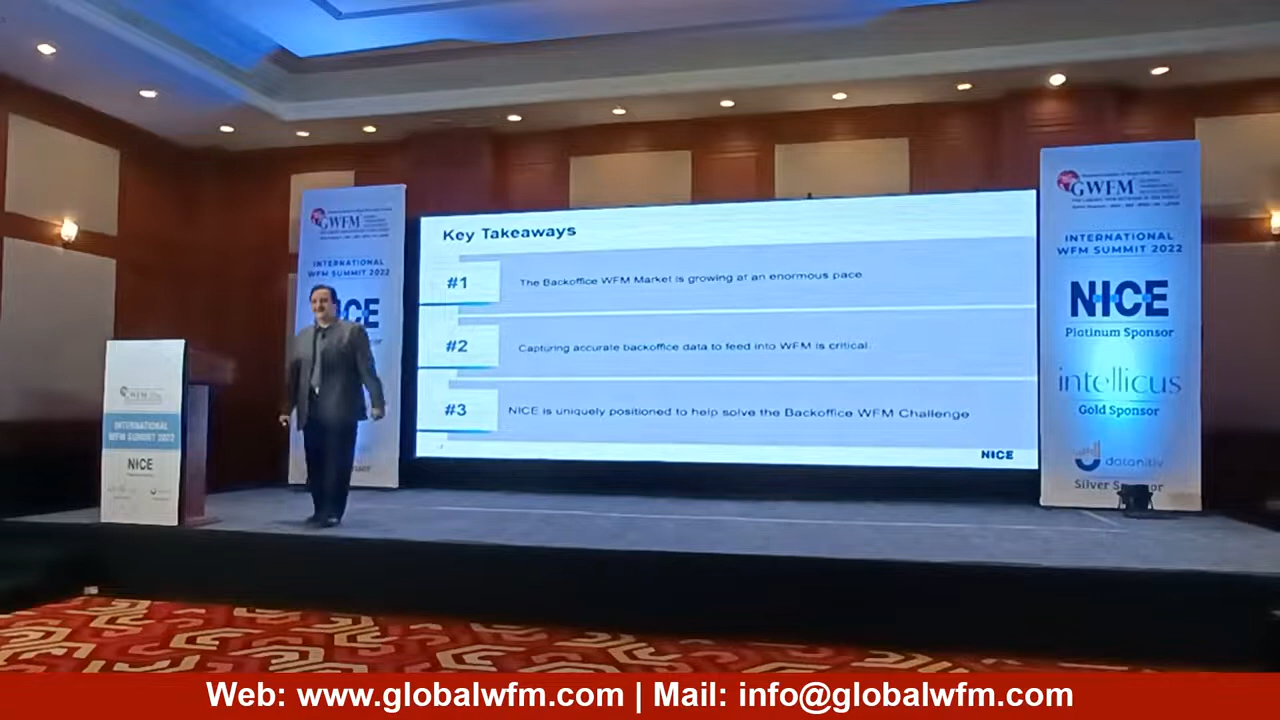 GWFM
INTERNATIONAL
WFM SUMMIT 2022
NICE
Key Takeaways
#1
The Backoffice WFM Market is growing at an enormous pace
#2
Capturing accurate backoffice data to feed into WFM is critical
#3
NICE is uniquely positioned to help solve the Backoffice WFM Challenge
NICE
GWFM
INTERNATIONAL
WFM SUMMIT 2022
NICE
Platinum Sponsor
intellicus
Gold Sponsor
datanitiv
Silver Sponsor
GWFM
INTERNATIONAL
WFM SUMMIT 2022
NICE
Web: www.globalwfm.com | Mail: info@globalwfm.com